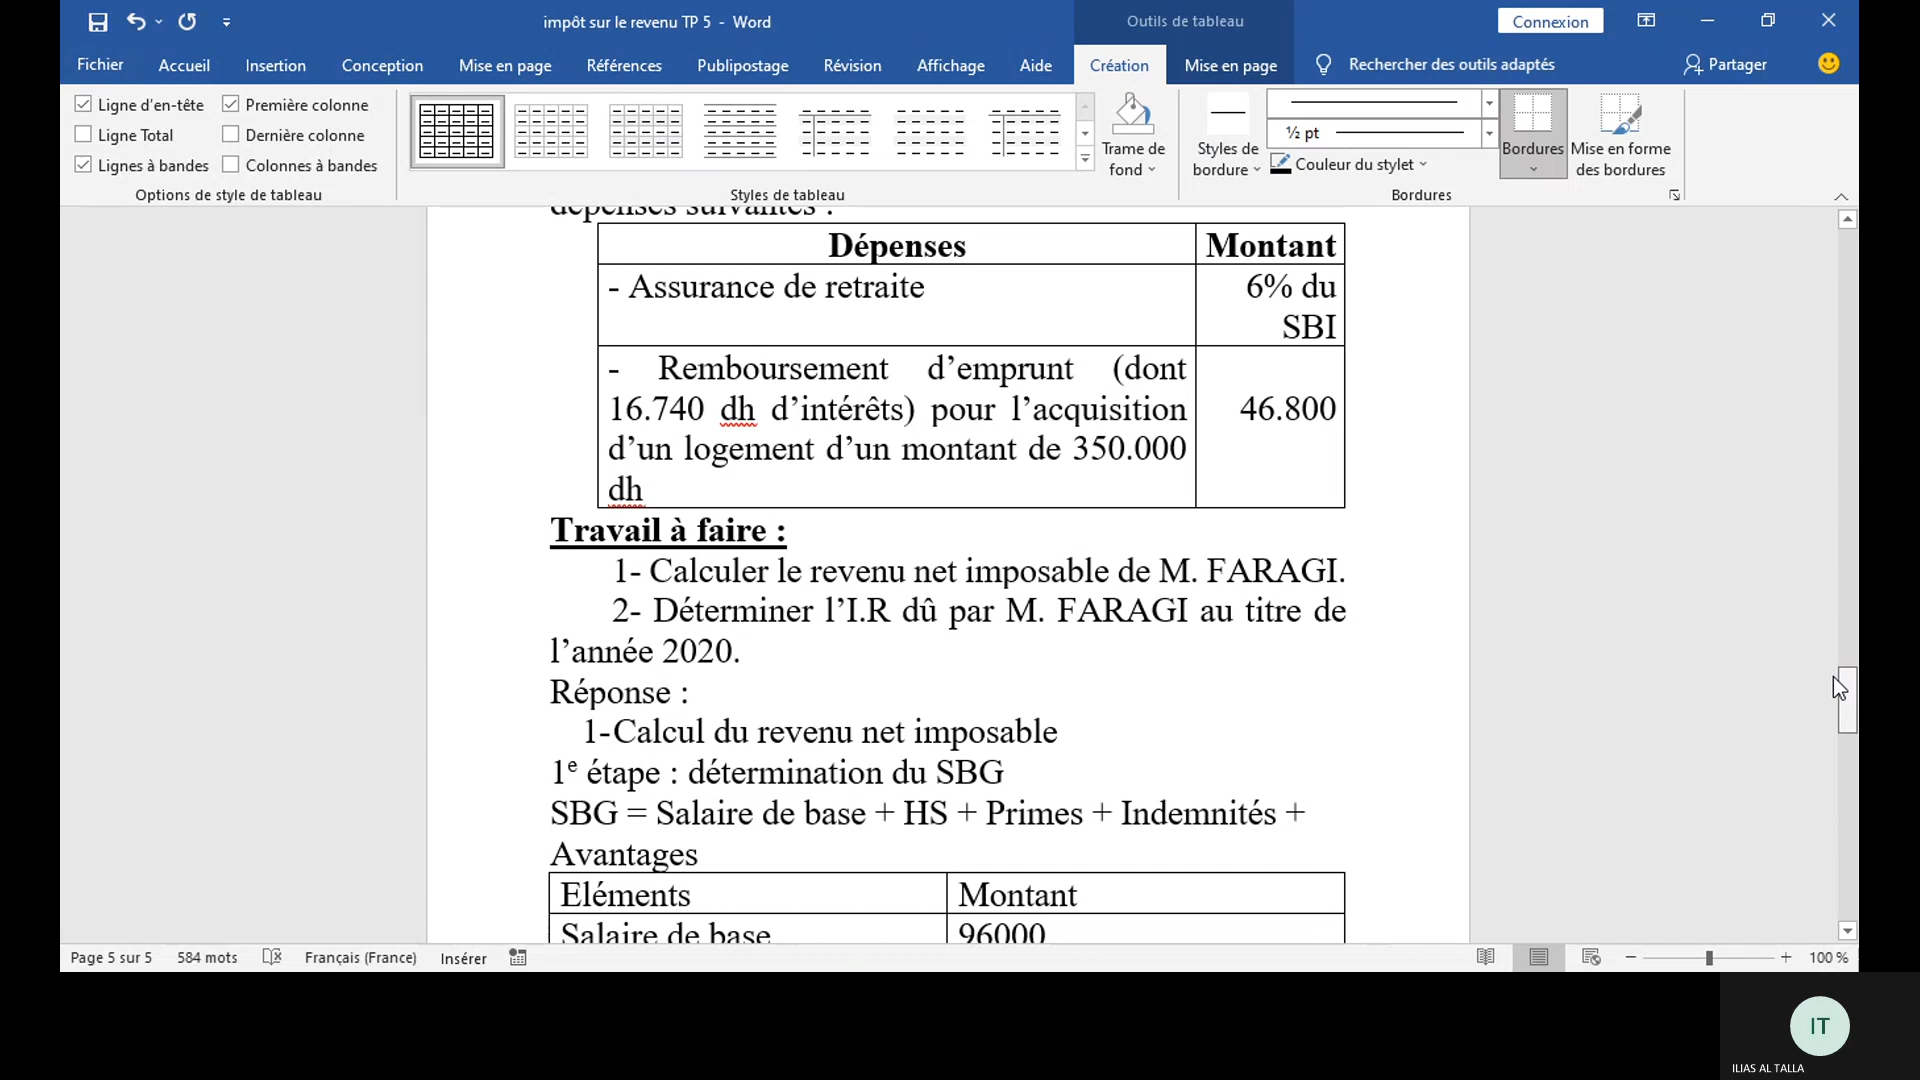 impôt sur le revenu TP 5 - Word
Outils de tableau
Connexion
Fichier Accueil Insertion Conception Mise en page Références Publipostage Révision Affichage Aide Création Mise en page Rechercher des outils adaptés Partager
Ligne d'en-tête Première colonne
Ligne Total Dernière colonne
Lignes à bandes Colonnes à bandes
Options de style de tableau
Styles de tableau
Trame de
fond
Styles de
bordure
½ pt
Couleur du stylet
Bordures
Mise en forme
des bordures
Bordures
dépenses suivantes :
Dépenses Montant
- Assurance de retraite 6% du
SBI
- Remboursement d’emprunt (dont
16.740 dh d’intérêts) pour l’acquisition 46.800
d’un logement d’un montant de 350.000
dh
Travail à faire :
1- Calculer le revenu net imposable de M. FARAGI.
2- Déterminer l’I.R dû par M. FARAGI au titre de
l’année 2020.
Réponse :
1-Calcul du revenu net imposable
1e étape : détermination du SBG
SBG = Salaire de base + HS + Primes + Indemnités +
Avantages
Eléments Montant
Salaire de base 96000
Page 5 sur 5 584 mots Français (France) Insérer 100 %
IT
ILIAS AL TALLA